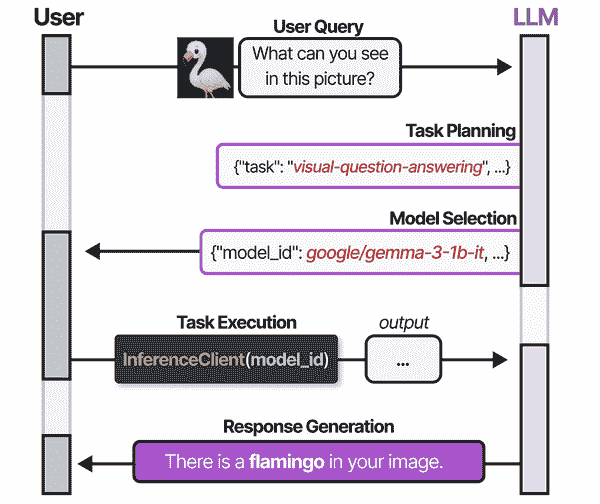 User
LLM
User Query
What can you see
in this picture?
Task Planning
{"task": "visual-question-answering", ...}
Model Selection
{"model_id": google/gemma-3-1b-it, ...}
Task Execution
output
InferenceClient(model_id)
...
Response Generation
There is a flamingo in your image.